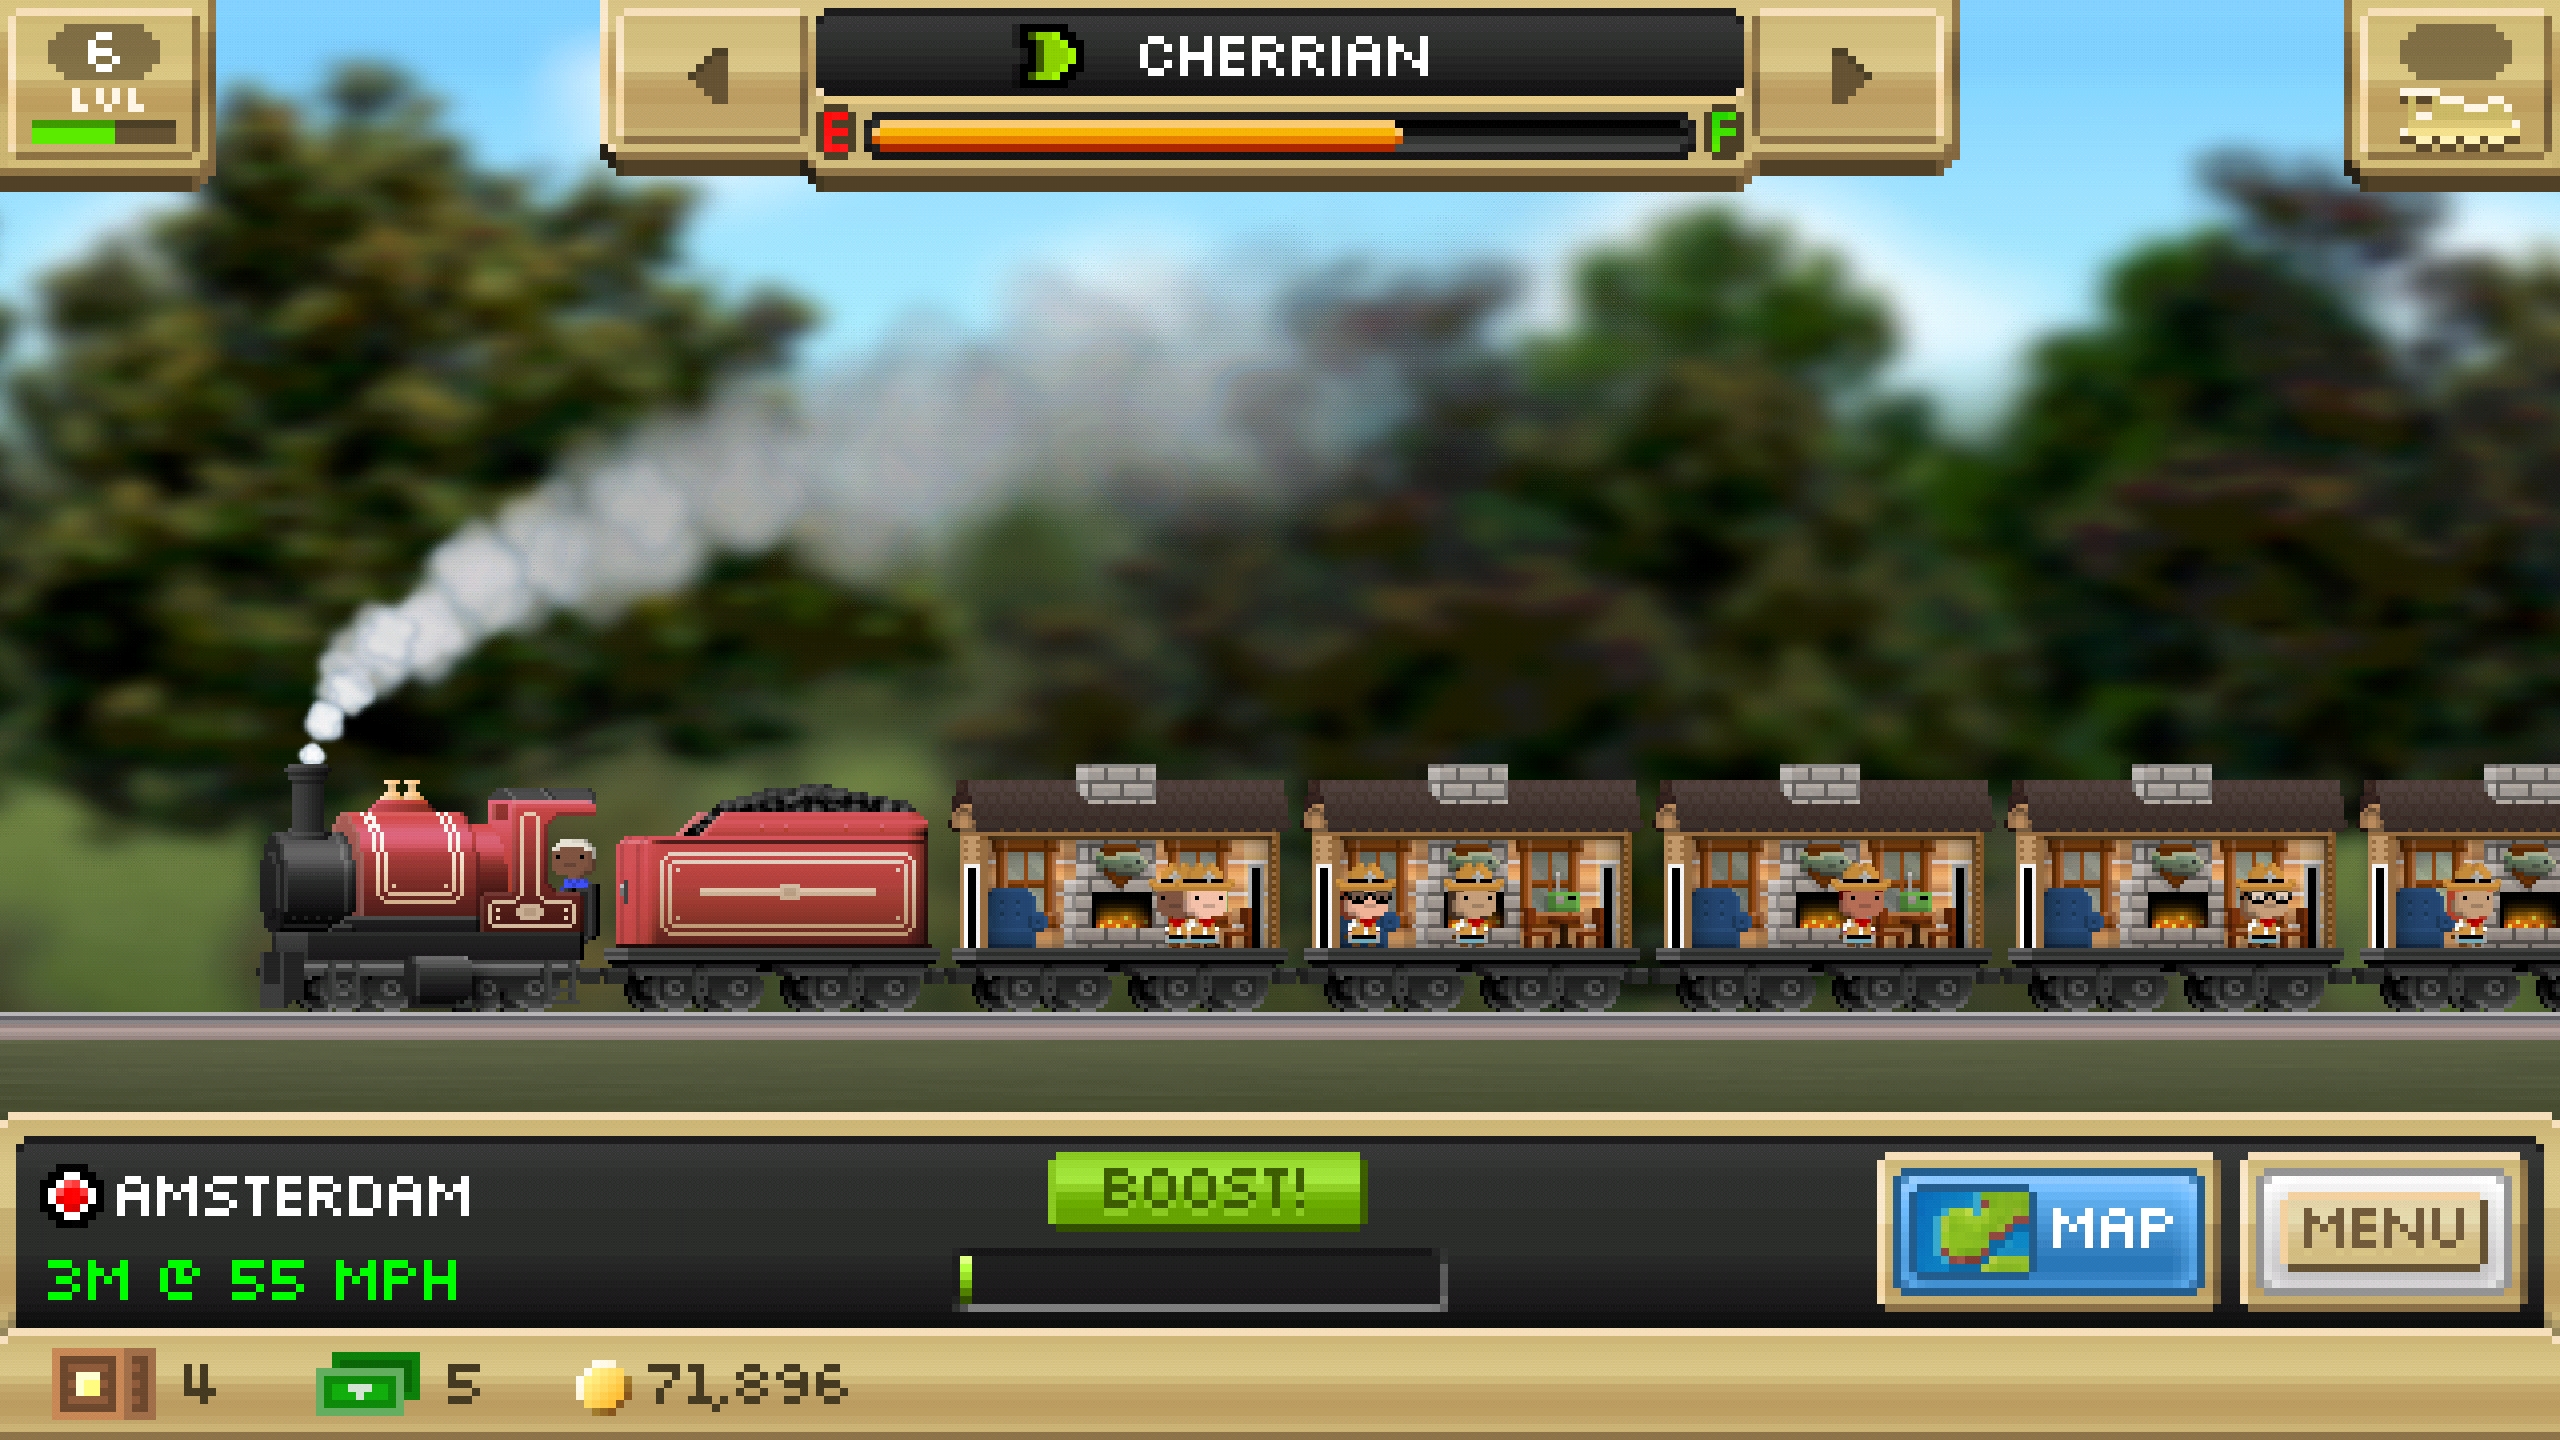 6
LVL
CHERRIAN
E F
AMSTERDAM
3M @ 55 MPH
BOOST!
MAP
MENU
4
5
71,896